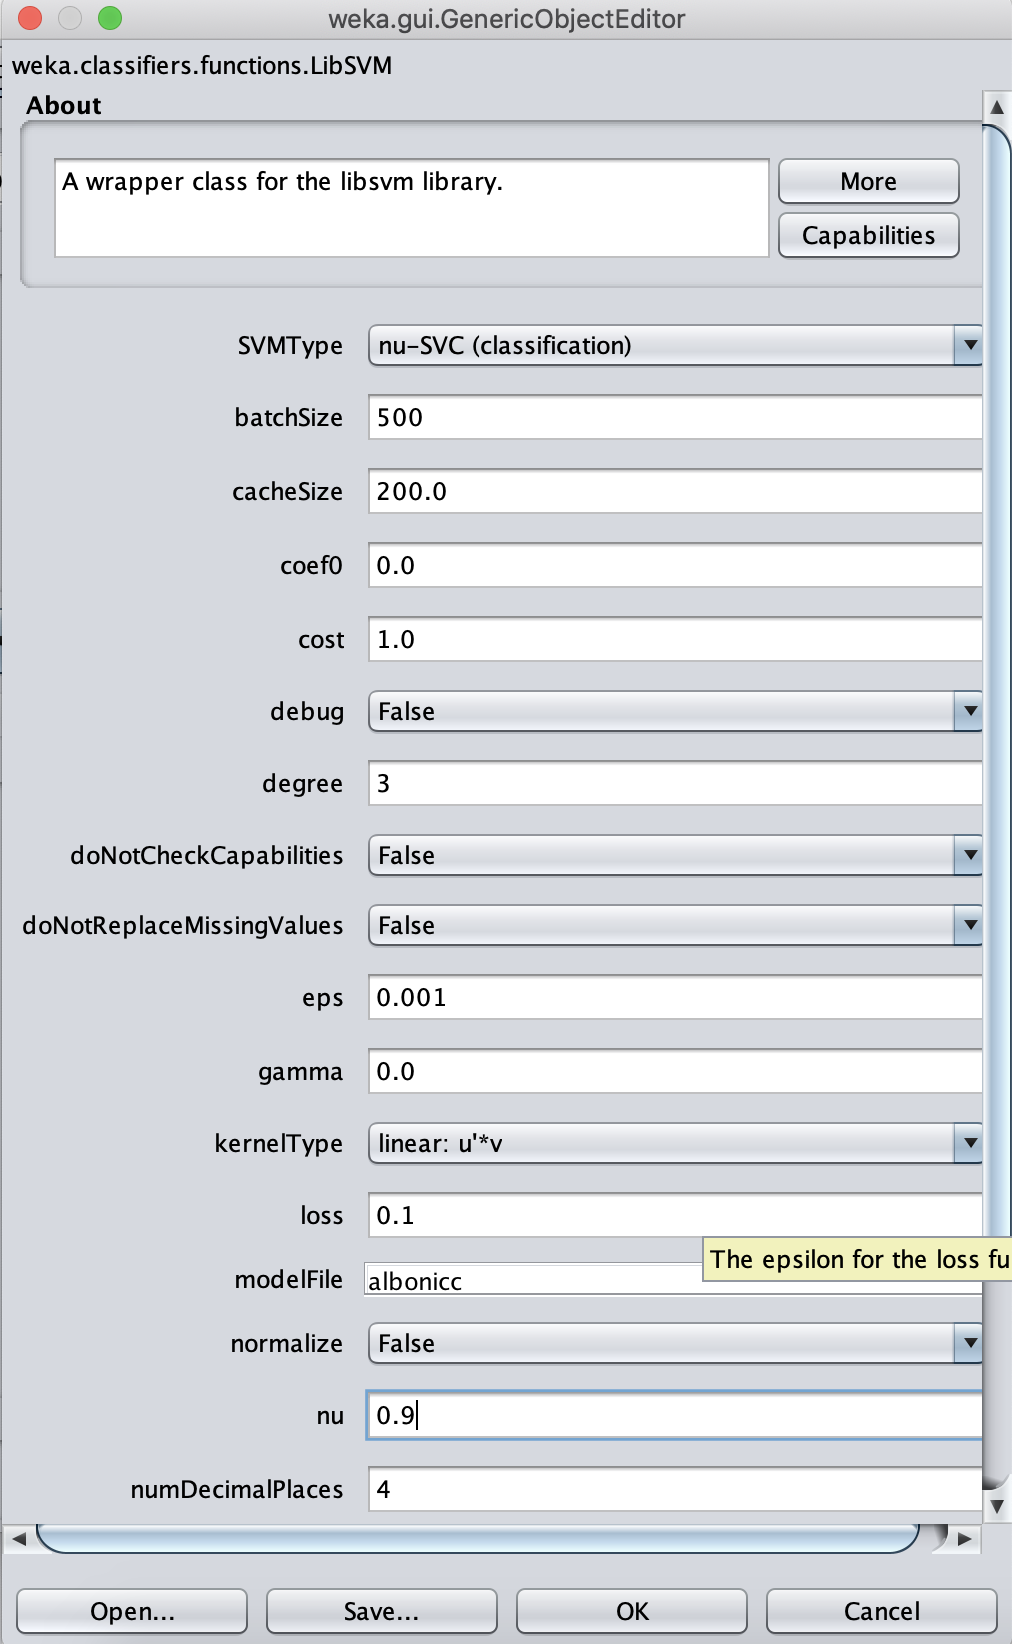 weka.gui.GenericObjectEditor
weka.classifiers.functions.LibSVM
About
A wrapper class for the libsvm library.
More
Capabilities
SVMType nu-SVC (classification)
batchSize 500
cacheSize 200.0
coef0 0.0
cost 1.0
debug False
degree 3
doNotCheckCapabilities False
doNotReplaceMissingValues False
eps 0.001
gamma 0.0
kernelType linear: u'*v
loss 0.1
The epsilon for the loss fu
modelFile albonicc
normalize False
nu 0.9
numDecimalPlaces 4
Open... Save... OK Cancel